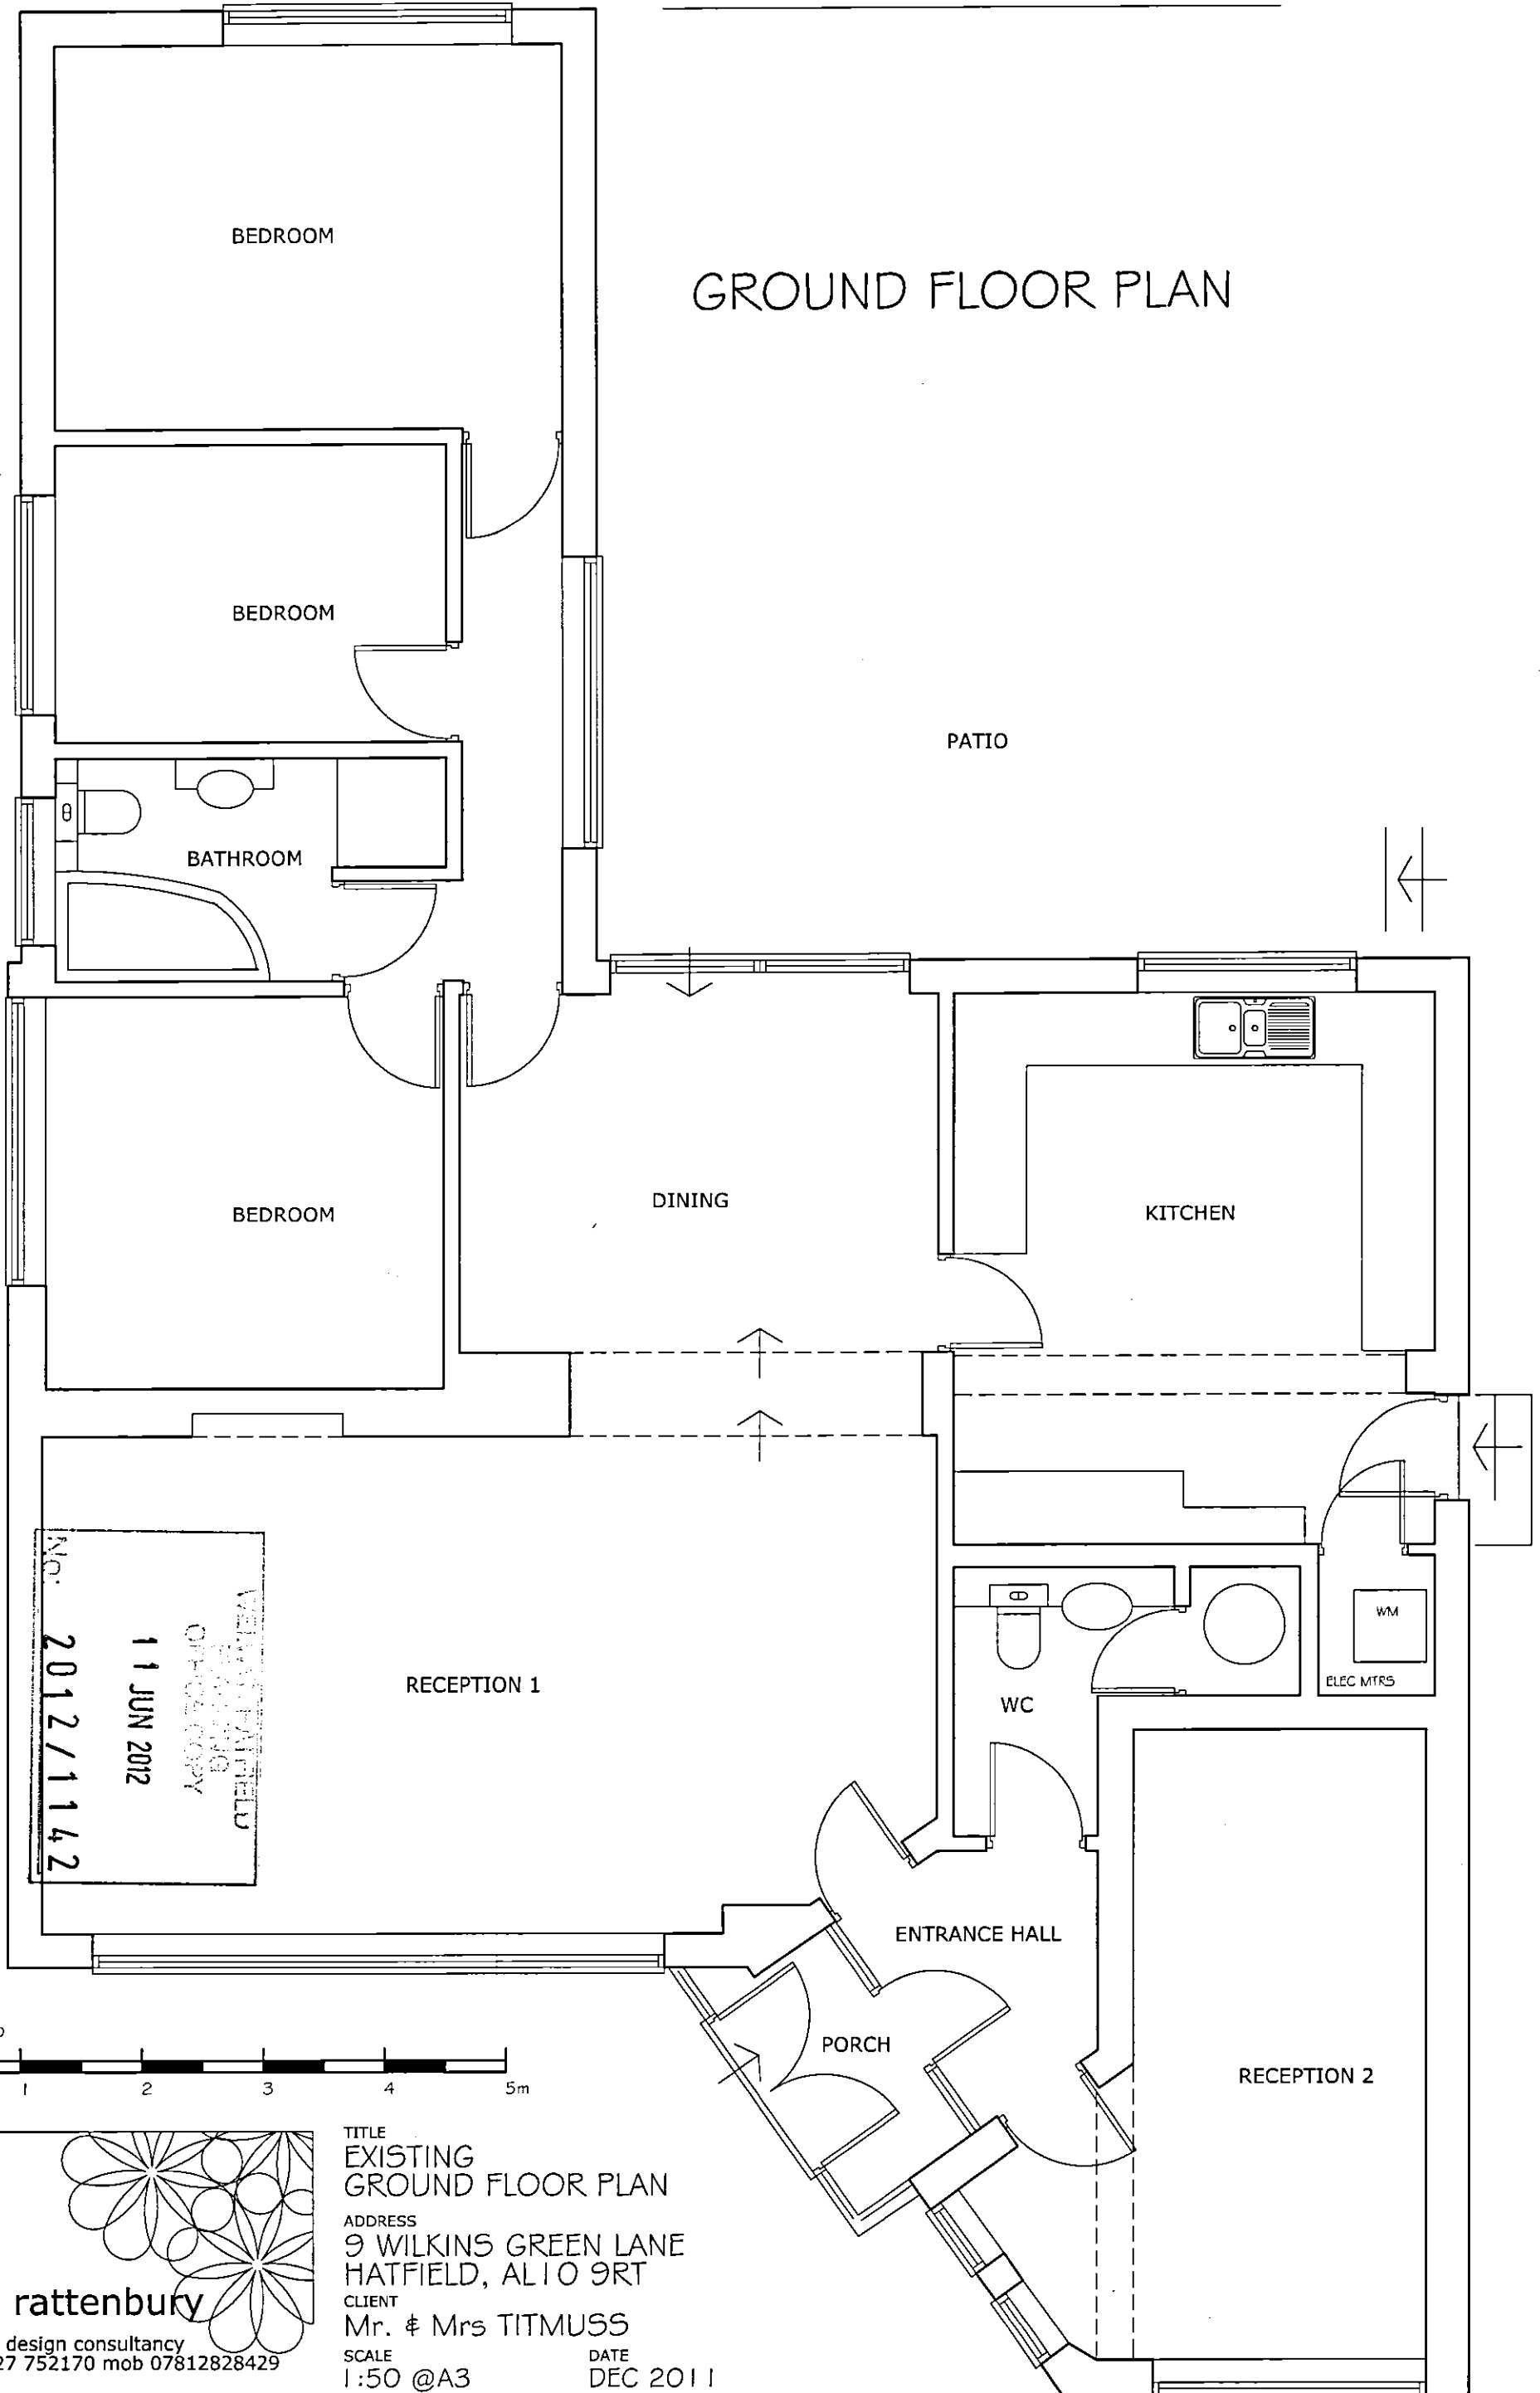 BEDROOM
GROUND FLOOR PLAN
BEDROOM
PATIO
BATHROOM
BEDROOM
DINING
KITCHEN
RECEPTION 1
WC
WM
ELEC MTRS
ENTRANCE HALL
PORCH
RECEPTION 2
No:
2012/1142
11 JUN 2012
1 2 3 4 5m
TITLE
EXISTING
GROUND FLOOR PLAN
ADDRESS
9 WILKINS GREEN LANE
HATFIELD, AL10 9RT
CLIENT
Mr. & Mrs TITMUSS
SCALE
1:50 @A3
DATE
DEC 2011
rattenbury
design consultancy
27 752170 mob 07812828429